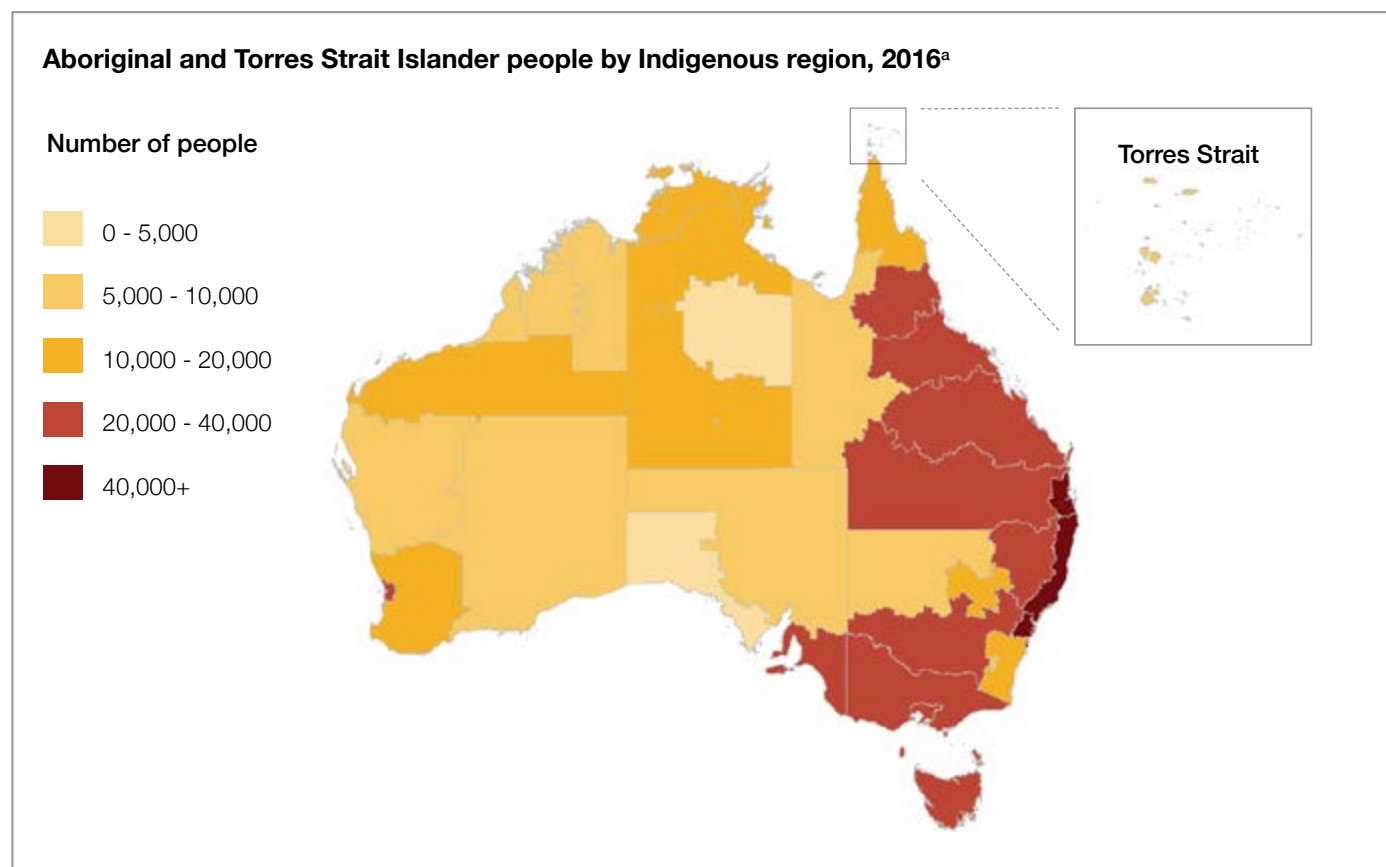 Aboriginal and Torres Strait Islander people by Indigenous region, 2016ᵃ
Number of people
0 - 5,000
5,000 - 10,000
10,000 - 20,000
20,000 - 40,000
40,000+
Torres Strait